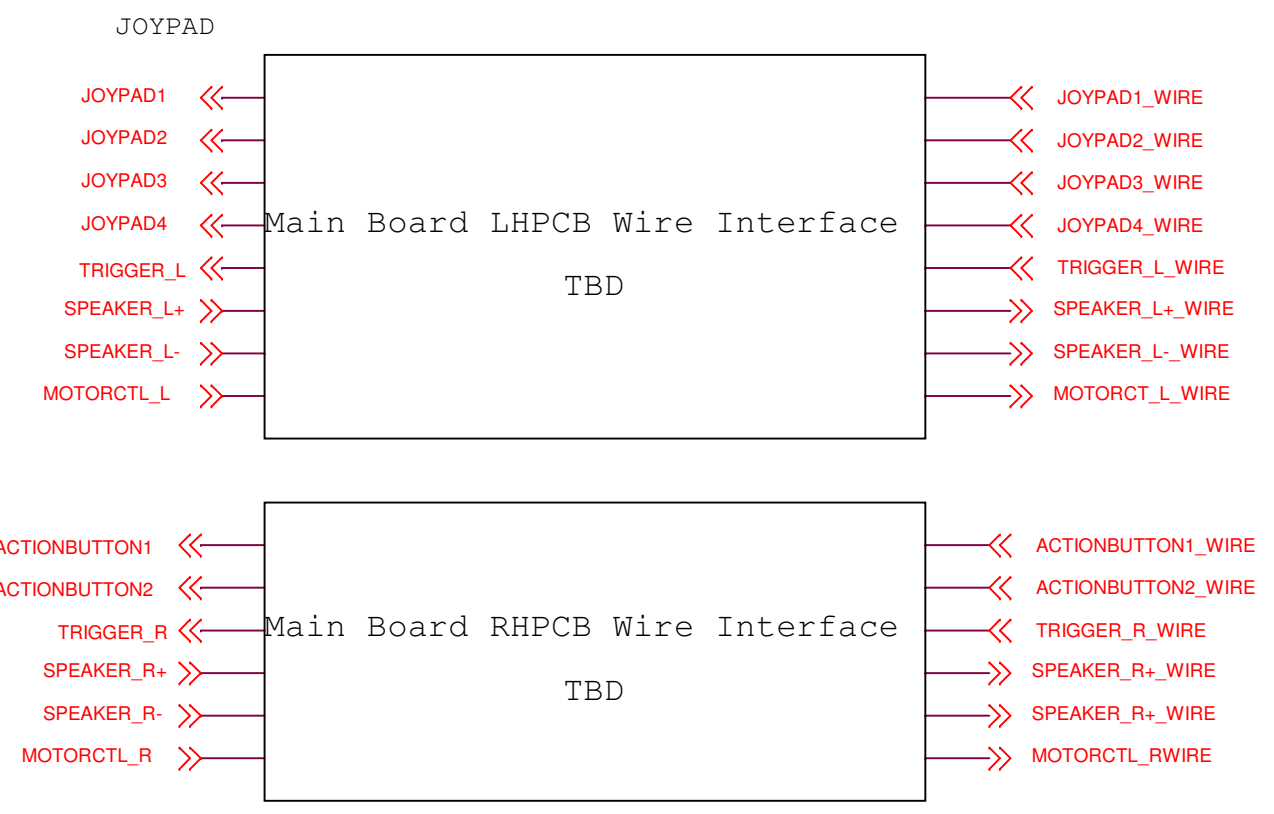 JOYPAD
JOYPAD1
JOYPAD1_WIRE
JOYPAD2
JOYPAD2_WIRE
JOYPAD3
JOYPAD3_WIRE
JOYPAD4
Main Board LHPCB Wire Interface
JOYPAD4_WIRE
TRIGGER_L
TRIGGER_L_WIRE
TBD
SPEAKER_L+
SPEAKER_L+_WIRE
SPEAKER_L-
SPEAKER_L-_WIRE
MOTORCTL_L
MOTORCT_L_WIRE
ACTIONBUTTON1
ACTIONBUTTON1_WIRE
ACTIONBUTTON2
ACTIONBUTTON2_WIRE
TRIGGER_R
Main Board RHPCB Wire Interface
TRIGGER_R_WIRE
SPEAKER_R+
SPEAKER_R+_WIRE
TBD
SPEAKER_R-
SPEAKER_R+_WIRE
MOTORCTL_R
MOTORCTL_RWIRE